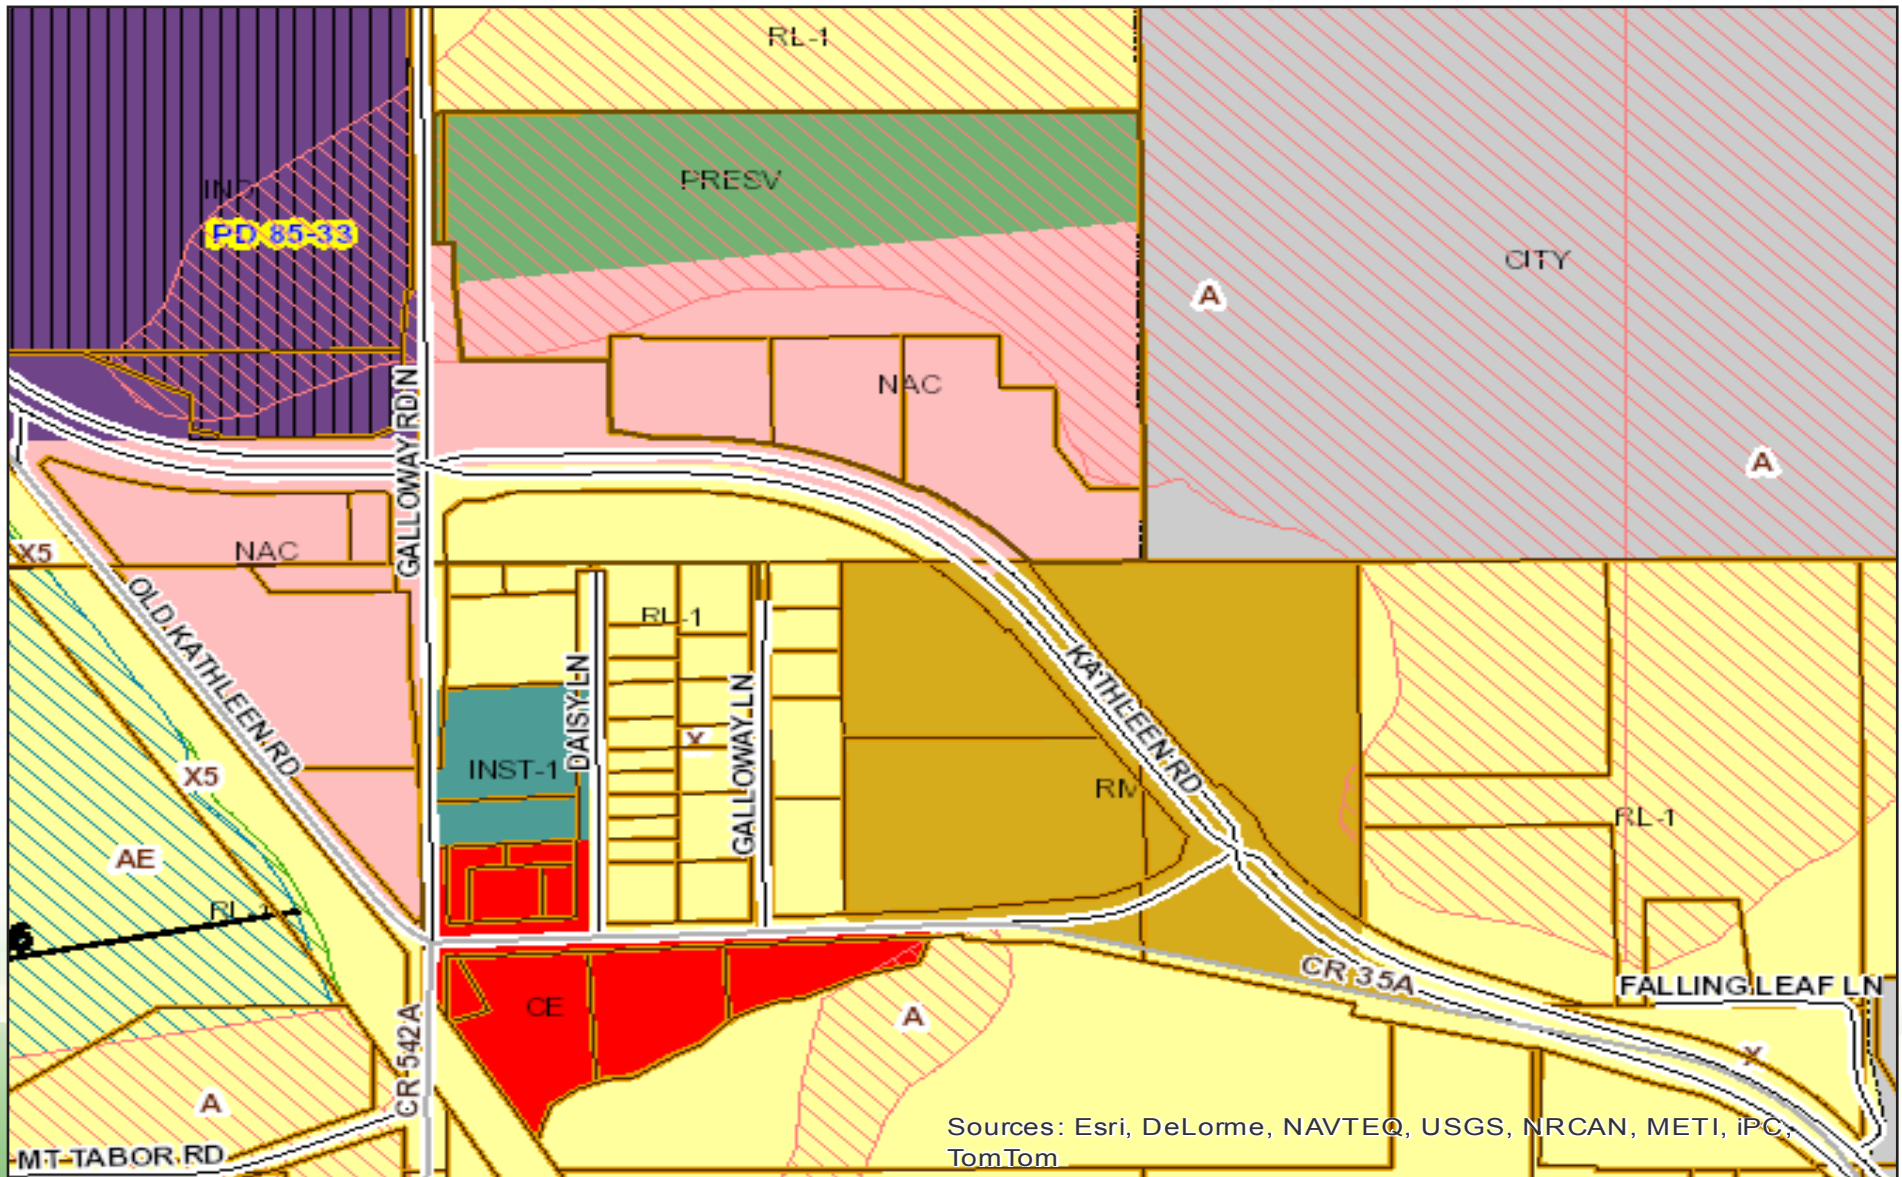 RL-1
PRESV
IND
PD 85-33
CITY
A
NAC
A
GALLOWAY RD N
NAC
X5
OLD KATHLEEN RD
RL-1
KATHLEEN RD
DAISY LN
GALLOWAY LN
X
INST-1
X5
RM
RL-1
AE
RL-1
CR 35A
FALLING LEAF LN
CE
A
CR 542A
X
A
MT TABOR RD
Sources: Esri, DeLorme, NAVTEQ, USGS, NRCAN, METI, iPC,
TomTom